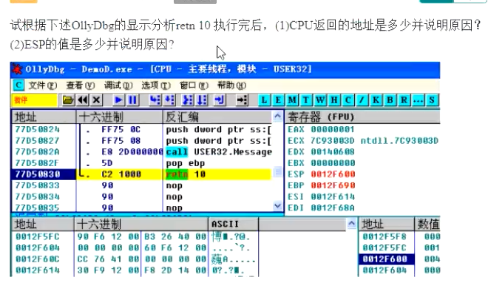 试根据下述OllyDbg的显示分析retn 10 执行完后，(1)CPU返回的地址是多少并说明原因？
(2)ESP的值是多少并说明原因？
OllyDbg - DemoD.exe - [CPU - 主要线程, 模块 - USER32]
C 文件(F) 查看(V) 调试(D) 选项(T) 窗口(W) 帮助(H)
暂停 L E M T W H C / K B R ... S
地址 十六进制 反汇编 寄存器 (FPU)
77D50824 . FF75 0C push dword ptr ss:[ EAX 00000001
77D50827 . FF75 08 push dword ptr ss:[ ECX 7C93003D ntdll.7C93003D
77D5082A . E8 2D000000 call USER32.Message EDX 00140608
77D5082F . 5D pop ebp EBX 00000000
77D50830 . C2 1000 retn 10 ESP 0012F600
77D50833 90 nop EBP 0012F690
77D50834 90 nop ESI 0012F614
77D50835 90 nop EDI 0012F680
地址 十六进制 ASCII 地址 数值
0012F5FC 90 F6 12 00 B3 26 40 00 0012F5F8 000
0012F604 00 00 00 00 60 F6 12 00 0012F5FC 001
0012F60C CC 76 41 00 00 00 00 00 0012F600 004
0012F614 30 F9 12 00 F8 2D 14 00 0012F604 000